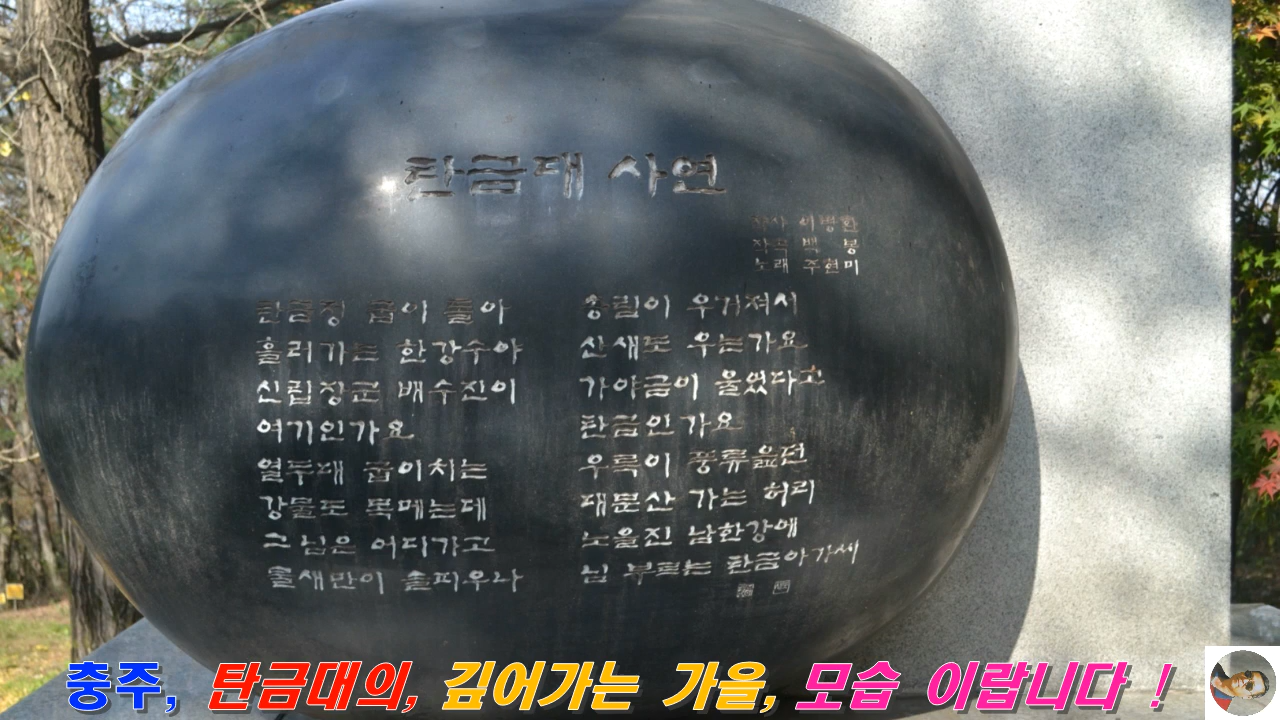 탄금대 사연
작사 이병환
작곡 백 봉
노래 주현미
탄금정 굽이 돌아
흘러가는 한강수야
신립장군 배수진이
여기인가요
열두대 굽이치는
강물도 목메는데
그님은 어디가고
물새만이 슬피우나
송림이 우거져서
산새도 우는가요
가야금이 울었다고
탄금인가요
우륵이 풍류읊던
대문산 가는 허리
노을진 남한강에
님 부르는 탄금아가세
충주, 탄금대의, 깊어가는 가을, 모습 이랍니다 !